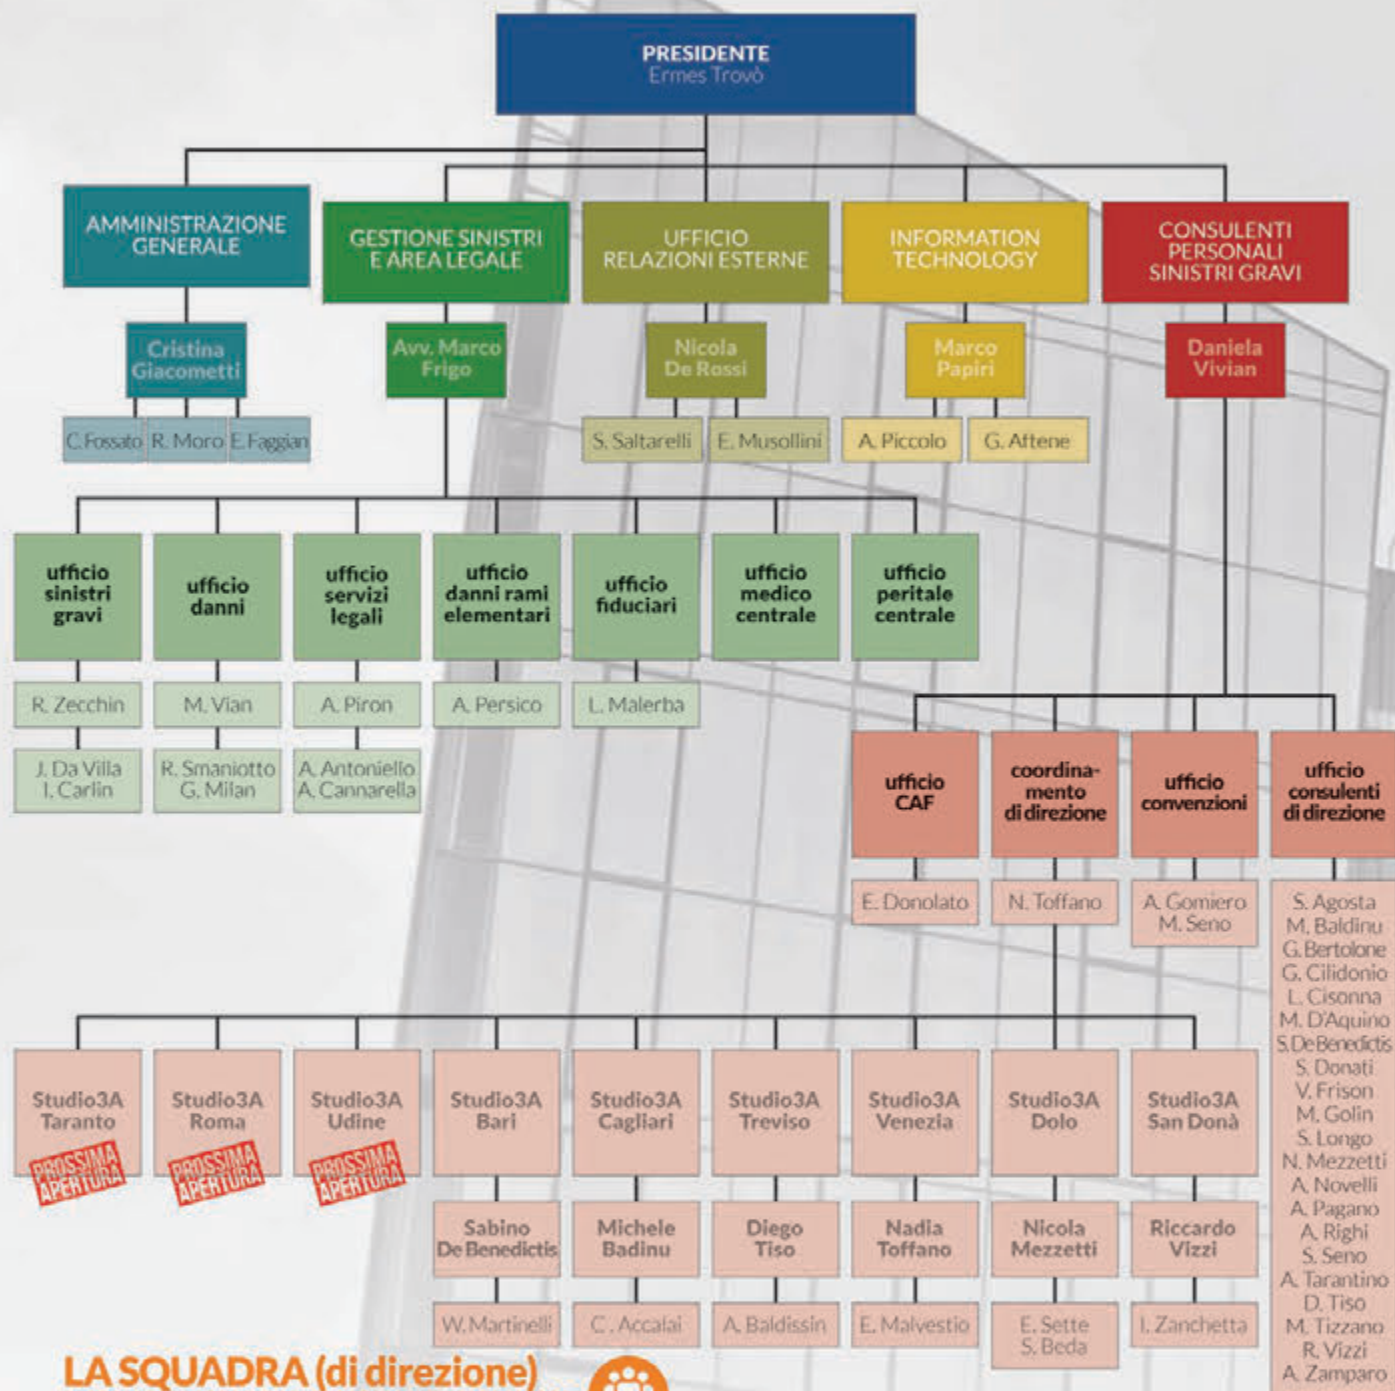 PRESIDENTE
Ermes Trovò
AMMINISTRAZIONE
GENERALE
GESTIONE SINISTRI
E AREA LEGALE
UFFICIO
RELAZIONI ESTERNE
INFORMATION
TECHNOLOGY
CONSULENTI
PERSONALI
SINISTRI GRAVI
Cristina
Giacometti
Avv. Marco
Frigo
Nicola
De Rossi
Marco
Papiri
Daniela
Vivian
C. Fossato
R. Moro
E. Faggian
S. Saltarelli
E. Musollini
A. Piccolo
G. Aftene
ufficio
sinistri
gravi
ufficio
danni
ufficio
servizi
legali
ufficio
danni rami
elementari
ufficio
fiduciari
ufficio
medico
centrale
ufficio
peritale
centrale
R. Zecchin
M. Vian
A. Piron
A. Persico
L. Malerba
J. Da Villa
I. Carlin
R. Smaniotto
G. Milan
A. Antoniello
A. Cannarella
ufficio
CAF
coordina-
mento
di direzione
ufficio
convenzioni
ufficio
consulenti
di direzione
E. Donolato
N. Toffano
A. Gomiero
M. Seno
S. Agosta
M. Baldinu
G. Bertolone
G. Cilidonio
L. Cisonna
M. D'Aquino
S. De Benedictis
S. Donati
V. Frison
M. Golin
S. Longo
N. Mezzetti
A. Novelli
A. Pagano
A. Righi
S. Seno
A. Tarantino
D. Tiso
M. Tizzano
R. Vizzi
A. Zamparo
Studio3A
Taranto
PROSSIMA
APERTURA
Studio3A
Roma
PROSSIMA
APERTURA
Studio3A
Udine
PROSSIMA
APERTURA
Studio3A
Bari
Studio3A
Cagliari
Studio3A
Treviso
Studio3A
Venezia
Studio3A
Dolo
Studio3A
San Donà
Sabino
De Benedictis
Michele
Badinu
Diego
Tiso
Nadia
Toffano
Nicola
Mezzetti
Riccardo
Vizzi
W. Martinelli
C. Accalai
A. Baldissin
E. Malvestio
E. Sette
S. Beda
I. Zanchetta
LA SQUADRA (di direzione)